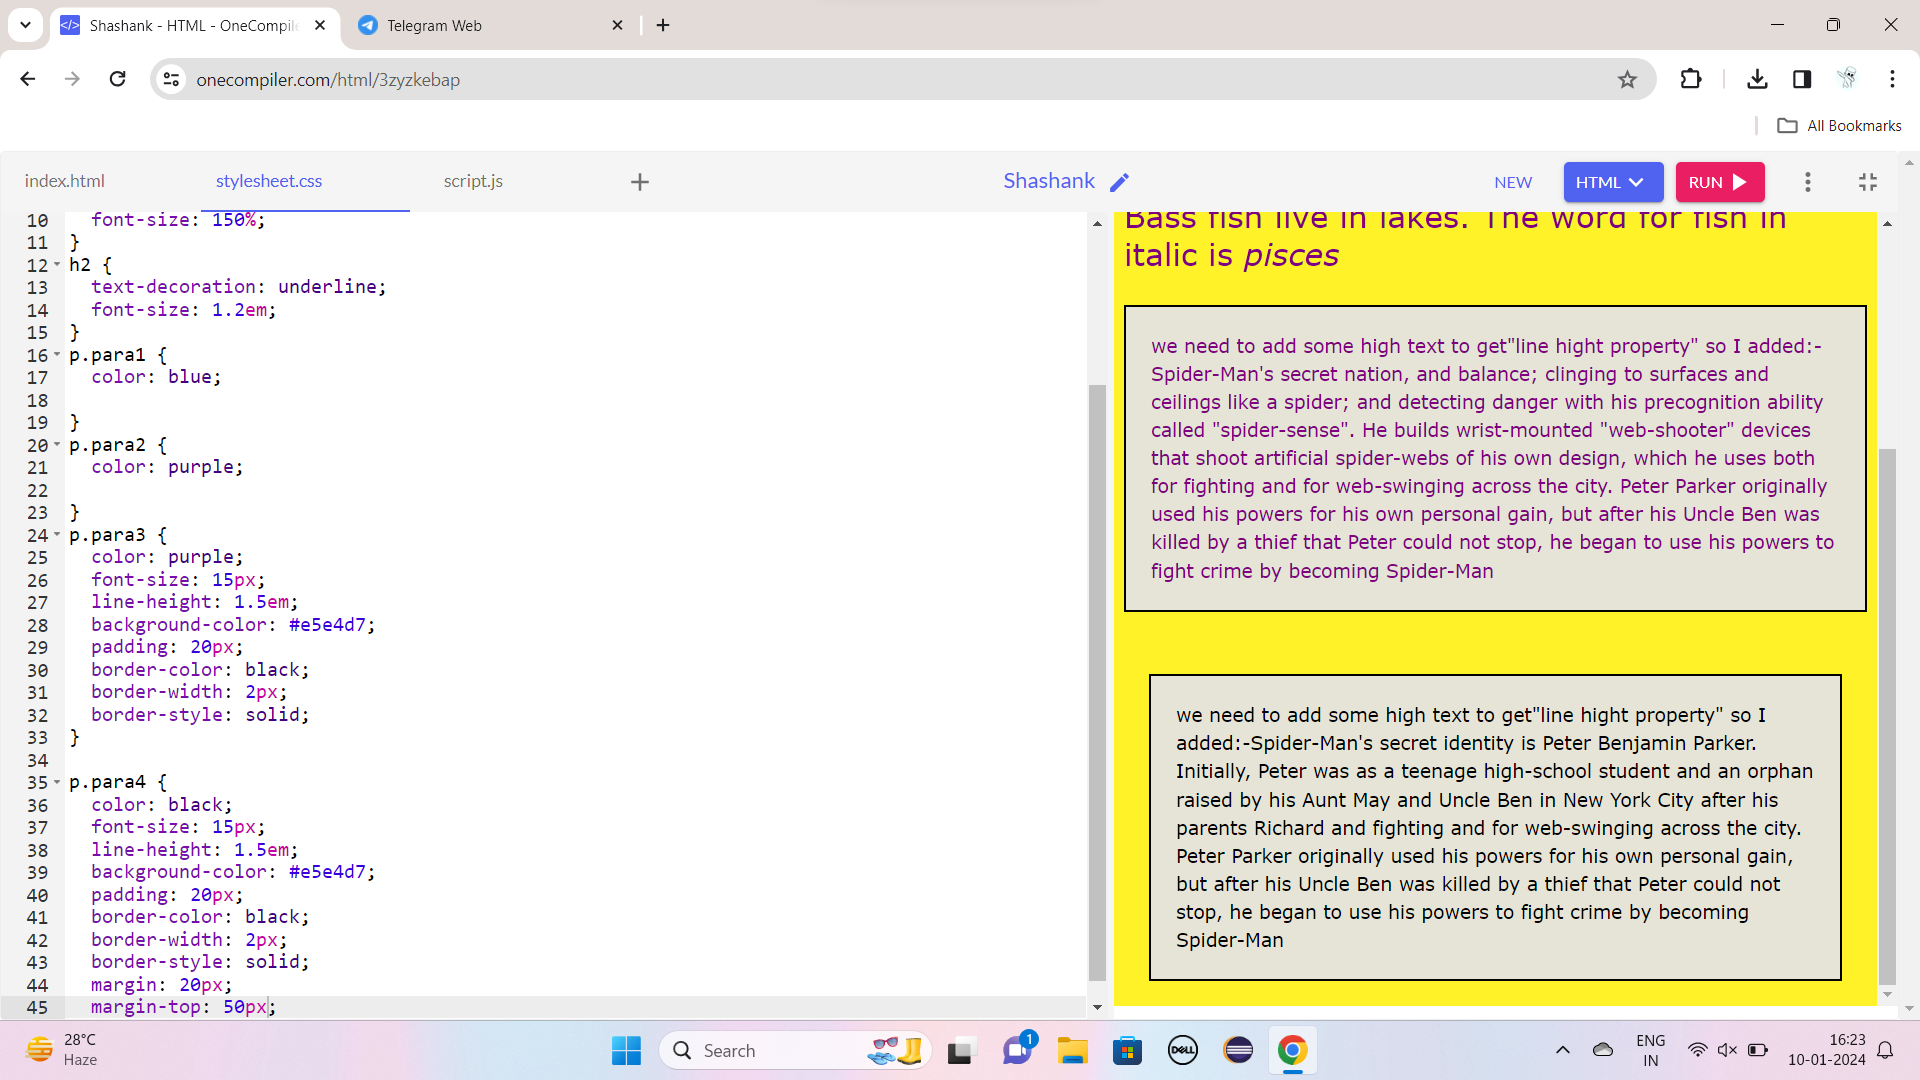 Shashank - HTML - OneCompile
Telegram Web
onecompiler.com/html/3zyzkebap
All Bookmarks
index.html
stylesheet.css
script.js
Shashank
NEW
HTML
RUN
10 font-size: 150%;
11 }
12 h2 {
13 text-decoration: underline;
14 font-size: 1.2em;
15 }
16 p.para1 {
17 color: blue;
18
19 }
20 p.para2 {
21 color: purple;
22
23 }
24 p.para3 {
25 color: purple;
26 font-size: 15px;
27 line-height: 1.5em;
28 background-color: #e5e4d7;
29 padding: 20px;
30 border-color: black;
31 border-width: 2px;
32 border-style: solid;
33 }
34
35 p.para4 {
36 color: black;
37 font-size: 15px;
38 line-height: 1.5em;
39 background-color: #e5e4d7;
40 padding: 20px;
41 border-color: black;
42 border-width: 2px;
43 border-style: solid;
44 margin: 20px;
45 margin-top: 50px;
Bass fish live in lakes. The word for fish in
italic is pisces
we need to add some high text to get"line hight property" so I added:-
Spider-Man's secret nation, and balance; clinging to surfaces and
ceilings like a spider; and detecting danger with his precognition ability
called "spider-sense". He builds wrist-mounted "web-shooter" devices
that shoot artificial spider-webs of his own design, which he uses both
for fighting and for web-swinging across the city. Peter Parker originally
used his powers for his own personal gain, but after his Uncle Ben was
killed by a thief that Peter could not stop, he began to use his powers to
fight crime by becoming Spider-Man
we need to add some high text to get"line hight property" so I
added:-Spider-Man's secret identity is Peter Benjamin Parker.
Initially, Peter was as a teenage high-school student and an orphan
raised by his Aunt May and Uncle Ben in New York City after his
parents Richard and fighting and for web-swinging across the city.
Peter Parker originally used his powers for his own personal gain,
but after his Uncle Ben was killed by a thief that Peter could not
stop, he began to use his powers to fight crime by becoming
Spider-Man
28°C
Haze
Search
1
DELL
ENG
IN
16:23
10-01-2024